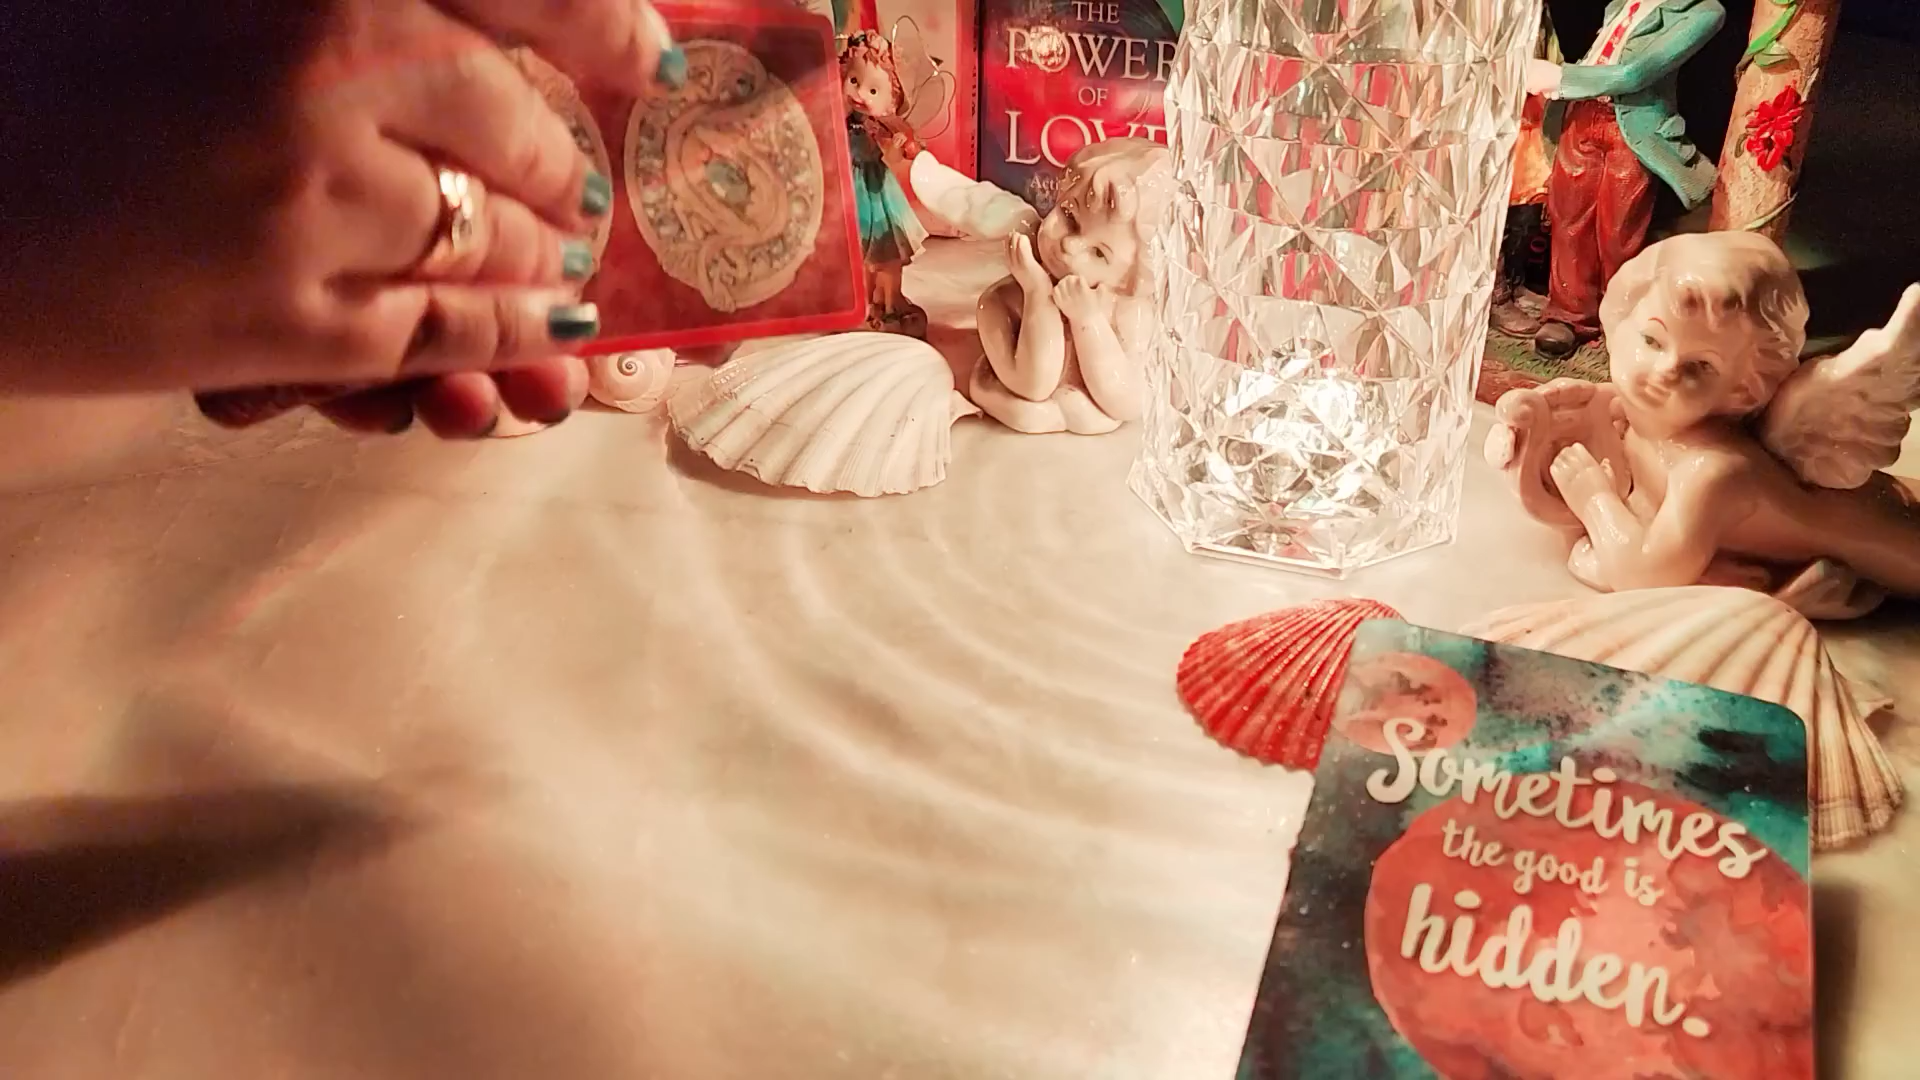 THE
POWER
OF
LOVE
Sometimes
the good is
hidden.